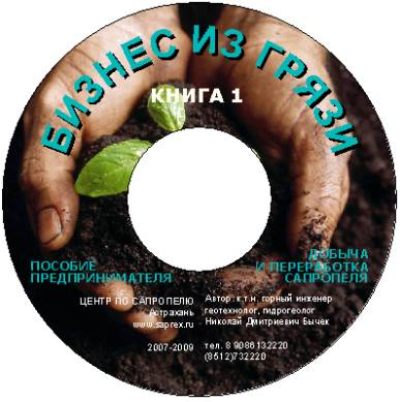 БИЗНЕС ИЗ ГРЯЗИ
КНИГА 1
ПОСОБИЕ
ПРЕДПРИНИМАТЕЛЯ
ДОБЫЧА
И ПЕРЕРАБОТКА
САПРОПЕЛЯ
ЦЕНТР ПО САПРОПЕЛЮ
Астрахань
www.saprex.ru
2007-2009
Автор: к.т.н. горный инженер
геотехнолог, гидрогеолог
Николай Дмитриевич Бычек
тел. 8 9086132220
(8512)732220